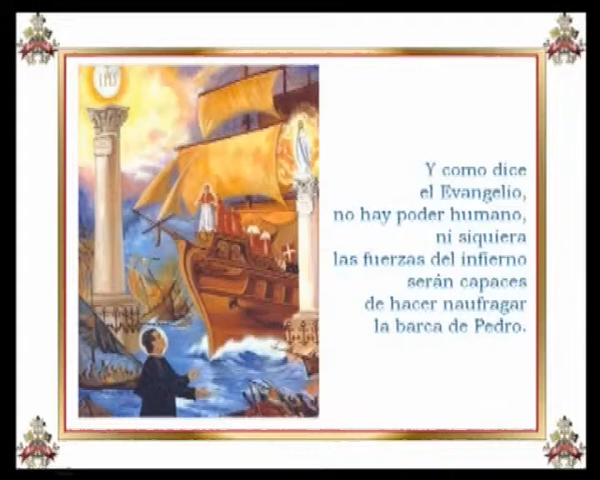 IHS
Y como dice
el Evangelio,
no hay poder humano,
ni siquiera
las fuerzas del infierno
serán capaces
de hacer naufragar
la barca de Pedro.